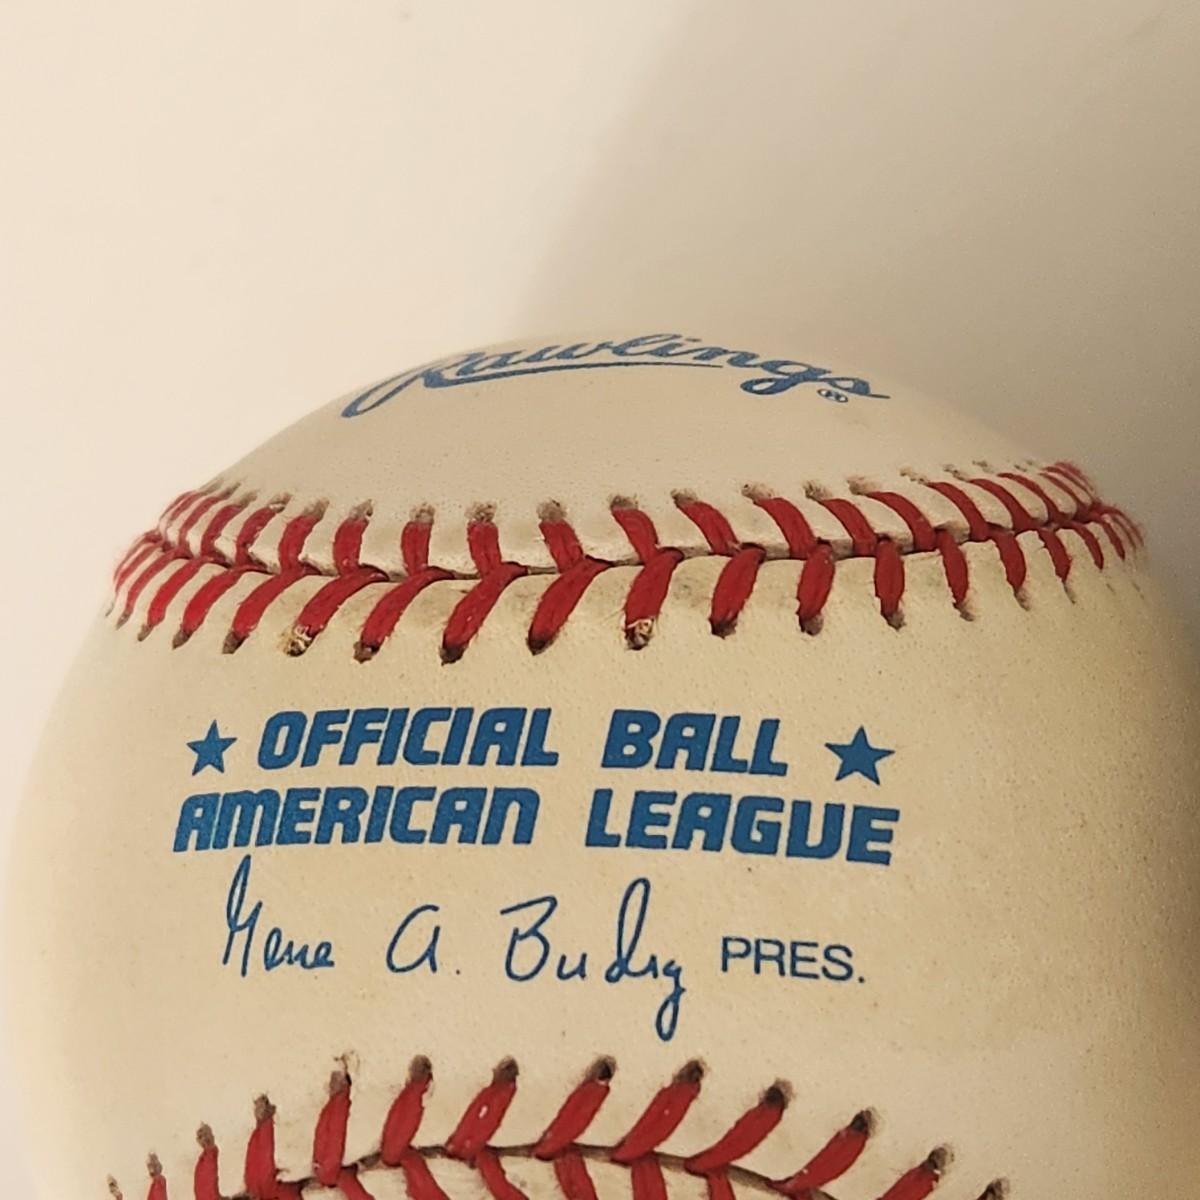 Rawlings®
★ OFFICIAL BALL ★
AMERICAN LEAGUE
Gene A. Budig PRES.